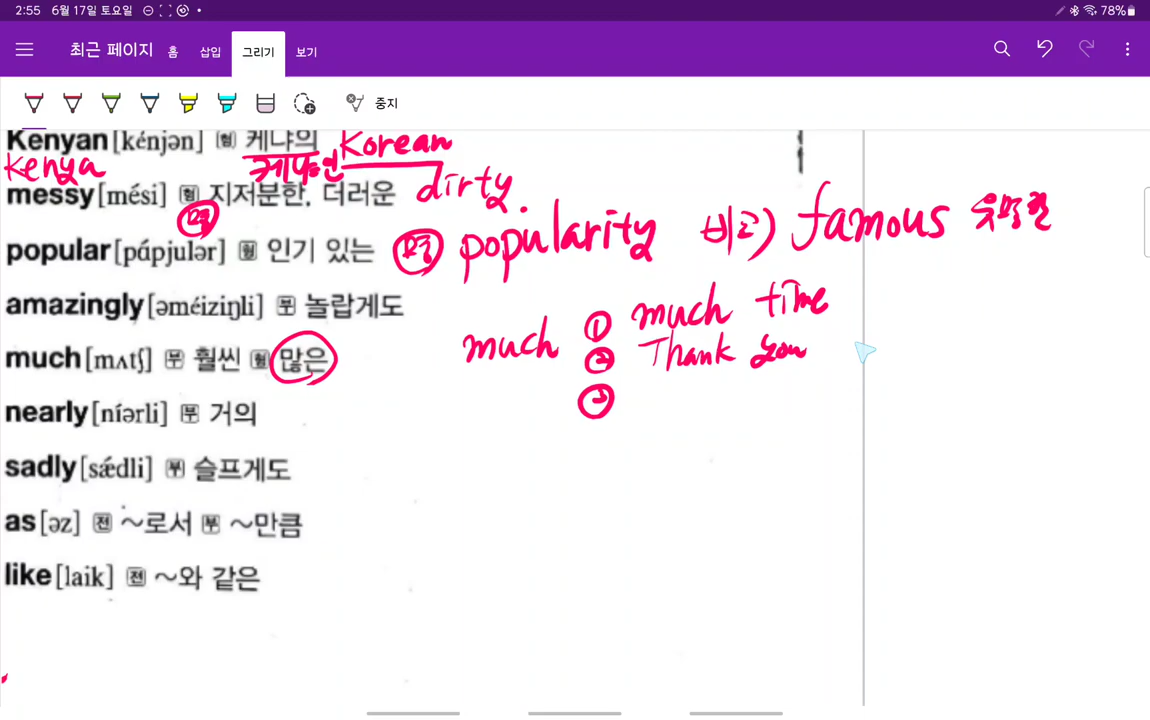 2:55 6월 17일 토요일 78%
최근 페이지 홈 삽입 그리기 보기
중지
Kenyan[kénjən] 형 케냐의 Korean
Kenya 케냐인
messy[mési] 형 지저분한, 더러운 dirty
popular[pápjulər] 형 인기 있는 명 popularity 비교) famous 유명한
amazingly[əméiziŋli] 부 놀랍게도
much ① much time
much[mʌtʃ] 부 훨씬 형 많은 ② Thank you
③
nearly[níərli] 부 거의
sadly[sǽdli] 부 슬프게도
as[əz] 전 ~로서 부 ~만큼
like[laik] 전 ~와 같은